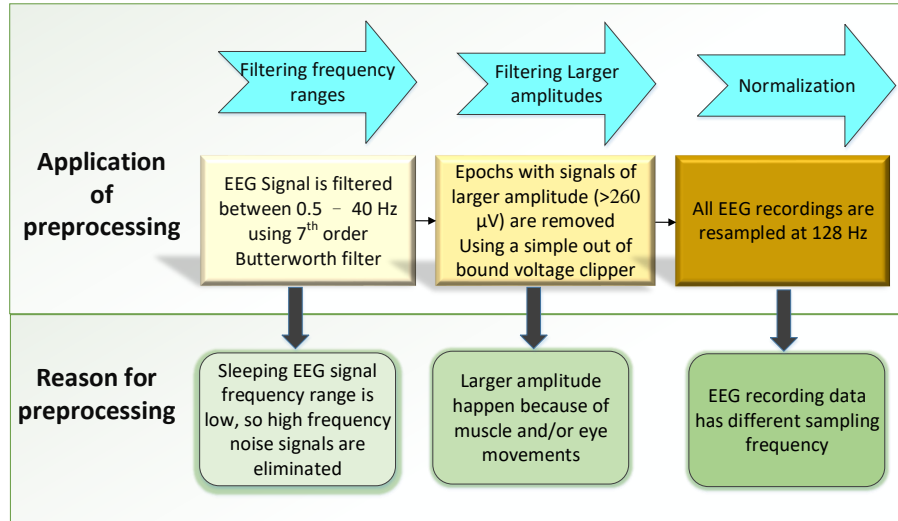 Filtering frequency
ranges
Filtering Larger
amplitudes
Normalization
Application
of
preprocessing
EEG Signal is filtered
between 0.5 – 40 Hz
using 7th order
Butterworth filter
Epochs with signals of
larger amplitude (>260
μV) are removed
Using a simple out of
bound voltage clipper
All EEG recordings are
resampled at 128 Hz
Reason for
preprocessing
Sleeping EEG signal
frequency range is
low, so high frequency
noise signals are
eliminated
Larger amplitude
happen because of
muscle and/or eye
movements
EEG recording data
has different sampling
frequency